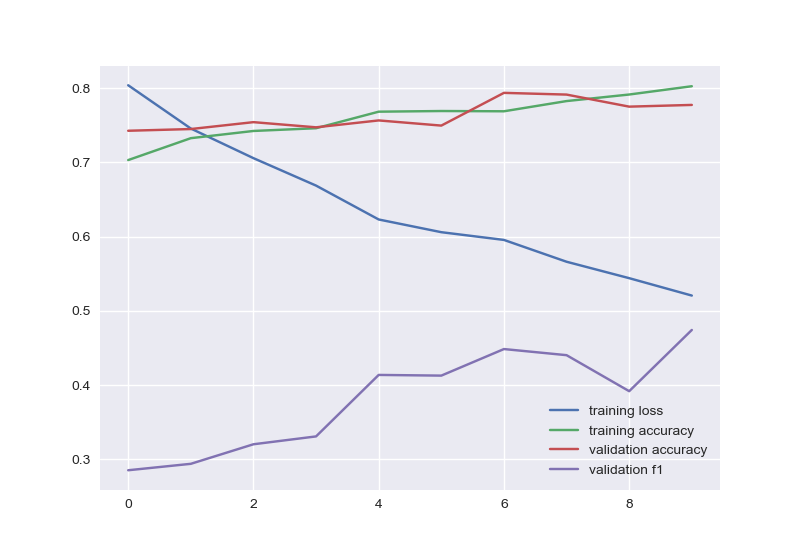 0.8
0.7
0.6
0.5
0.4
0.3
training loss
training accuracy
validation accuracy
validation f1
0 2 4 6 8